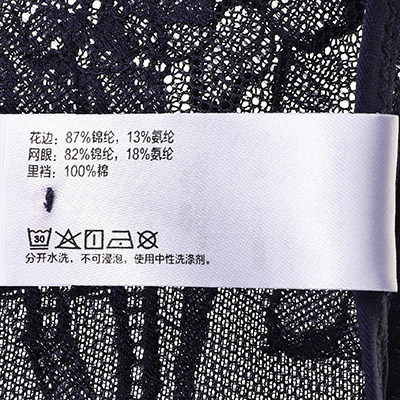 花边：87%锦纶，13%氨纶
网眼：82%锦纶，18%氨纶
里裆：100%棉
30
分开水洗，不可浸泡，使用中性洗涤剂。